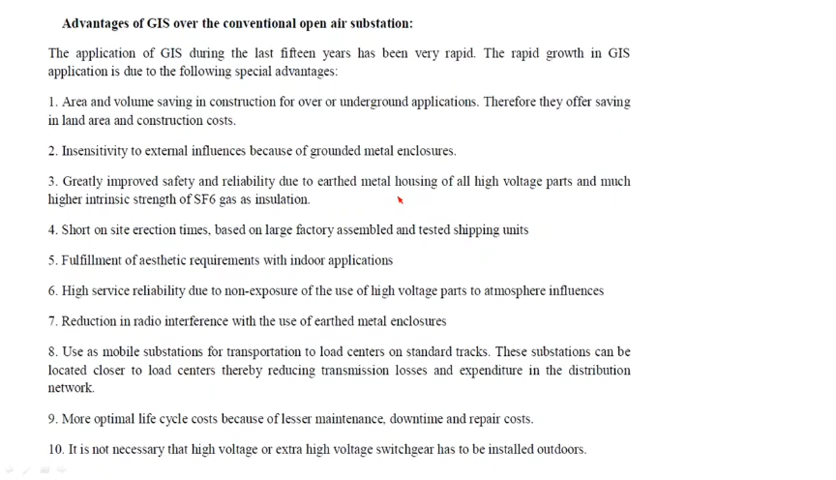 Advantages of GIS over the conventional open air substation:
The application of GIS during the last fifteen years has been very rapid. The rapid growth in GIS
application is due to the following special advantages:
1. Area and volume saving in construction for over or underground applications. Therefore they offer saving
in land area and construction costs.
2. Insensitivity to external influences because of grounded metal enclosures.
3. Greatly improved safety and reliability due to earthed metal housing of all high voltage parts and much
higher intrinsic strength of SF6 gas as insulation.
4. Short on site erection times, based on large factory assembled and tested shipping units
5. Fulfillment of aesthetic requirements with indoor applications
6. High service reliability due to non-exposure of the use of high voltage parts to atmosphere influences
7. Reduction in radio interference with the use of earthed metal enclosures
8. Use as mobile substations for transportation to load centers on standard tracks. These substations can be
located closer to load centers thereby reducing transmission losses and expenditure in the distribution
network.
9. More optimal life cycle costs because of lesser maintenance, downtime and repair costs.
10. It is not necessary that high voltage or extra high voltage switchgear has to be installed outdoors.